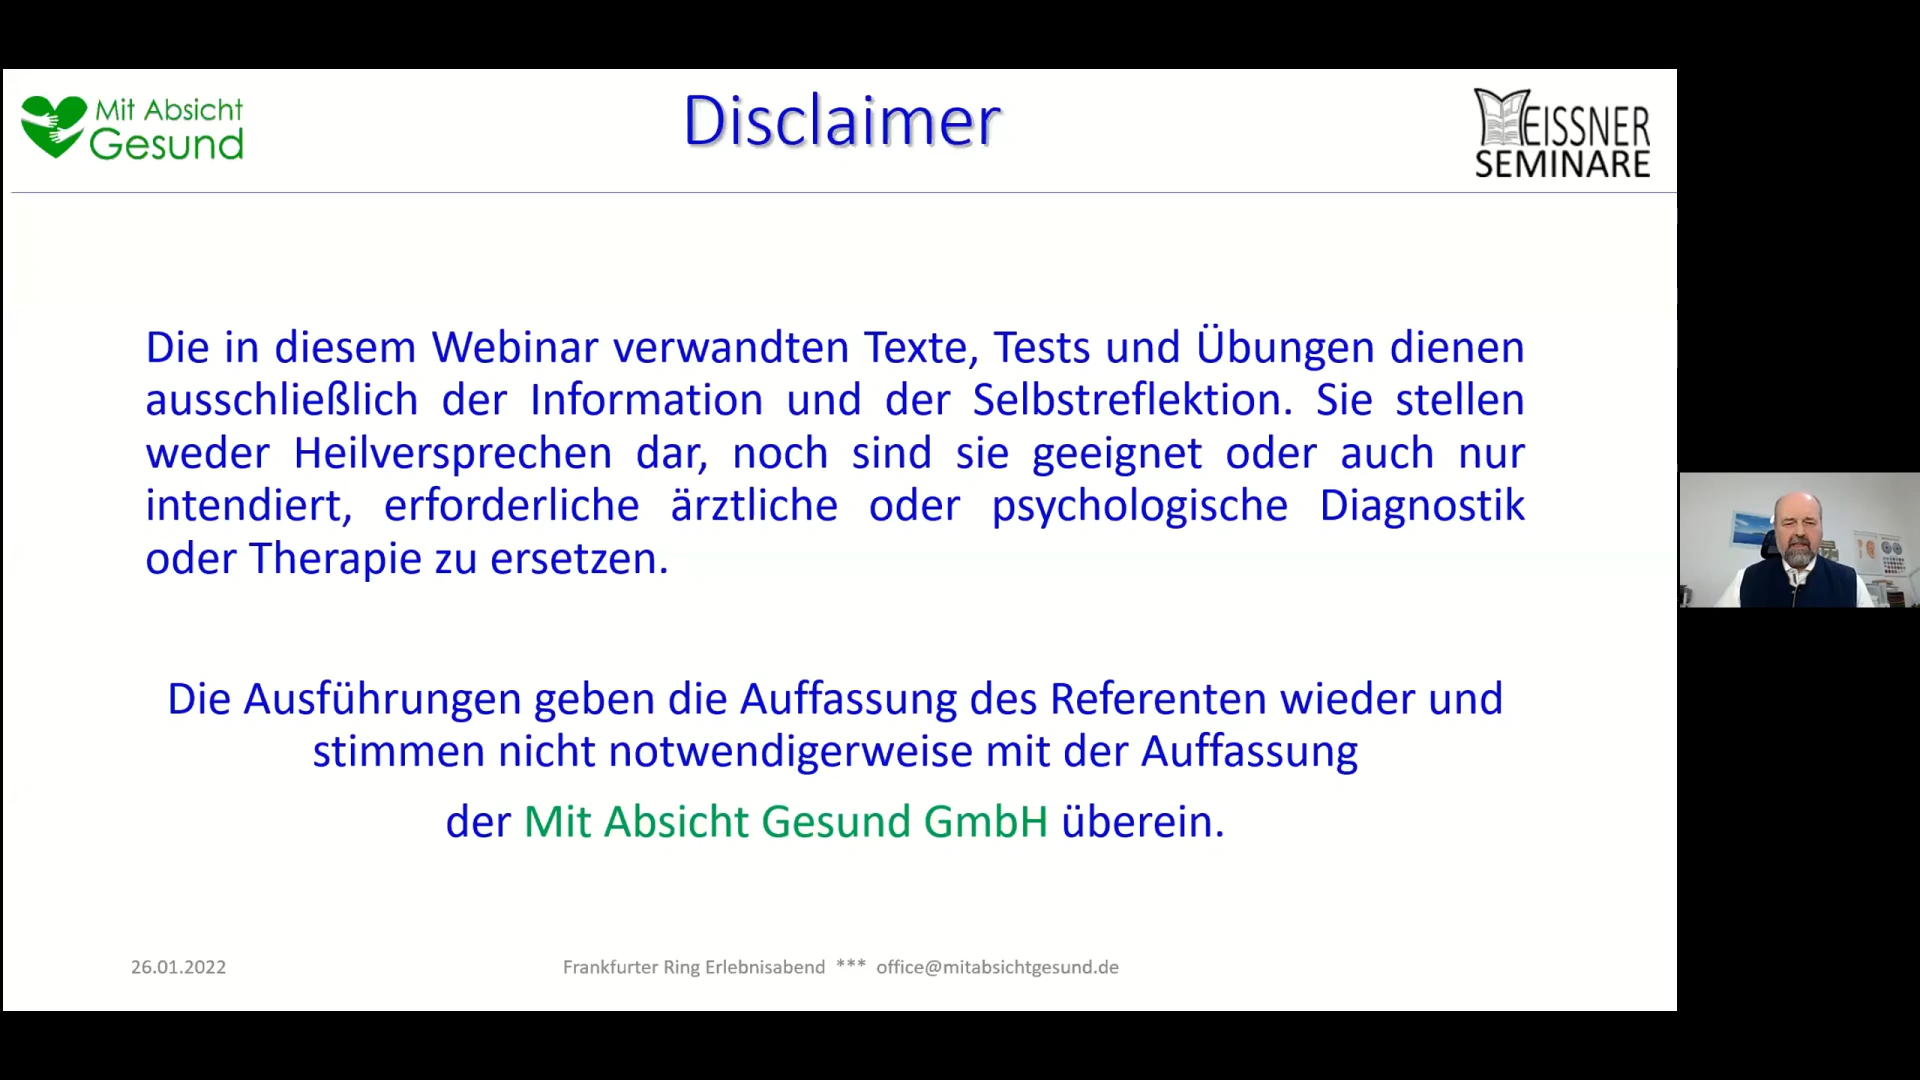 Mit Absicht
Gesund
Disclaimer
MEISSNER
SEMINARE
Die in diesem Webinar verwandten Texte, Tests und Übungen dienen
ausschließlich der Information und der Selbstreflektion. Sie stellen
weder Heilversprechen dar, noch sind sie geeignet oder auch nur
intendiert, erforderliche ärztliche oder psychologische Diagnostik
oder Therapie zu ersetzen.
Die Ausführungen geben die Auffassung des Referenten wieder und
stimmen nicht notwendigerweise mit der Auffassung
der Mit Absicht Gesund GmbH überein.
26.01.2022
Frankfurter Ring Erlebnisabend *** office@mitabsichtgesund.de